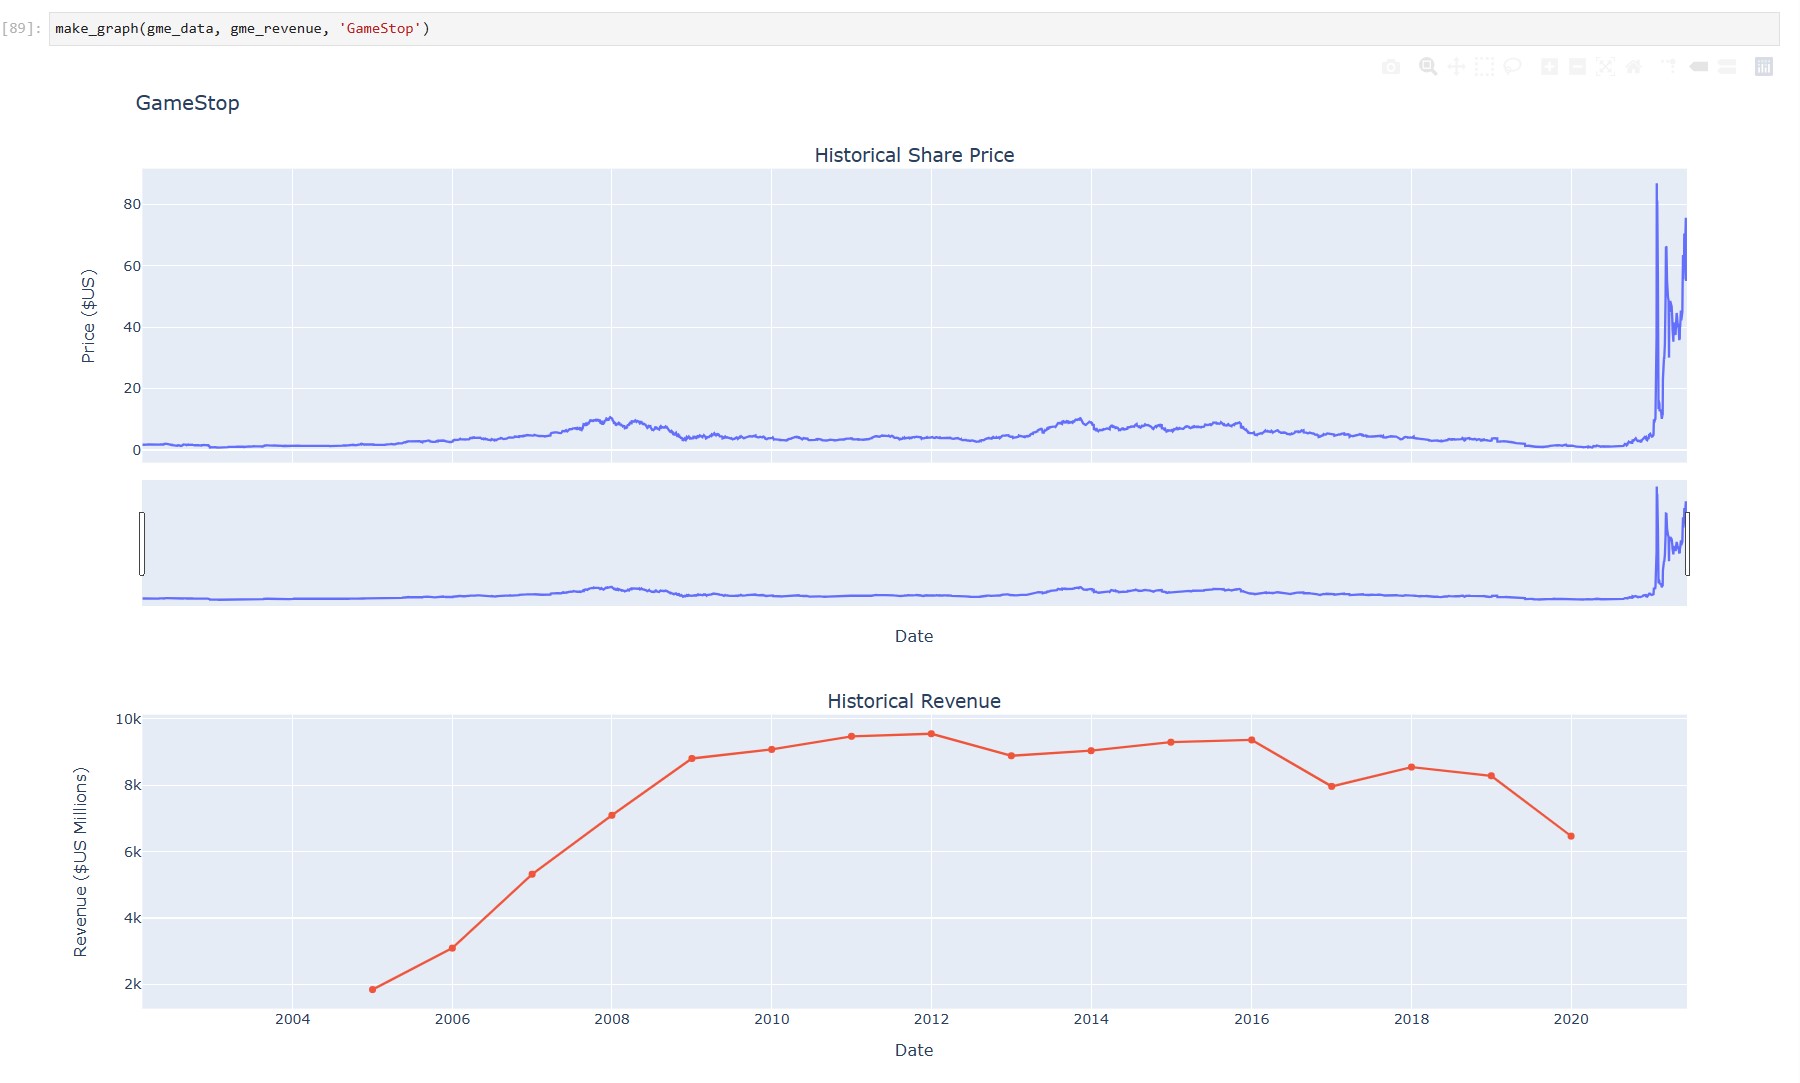 [89]: make_graph(gme_data, gme_revenue, 'GameStop')
GameStop
Historical Share Price
Price ($US)
80
60
40
20
0
Date
Historical Revenue
Revenue ($US Millions)
10k
8k
6k
4k
2k
2004 2006 2008 2010 2012 2014 2016 2018 2020
Date